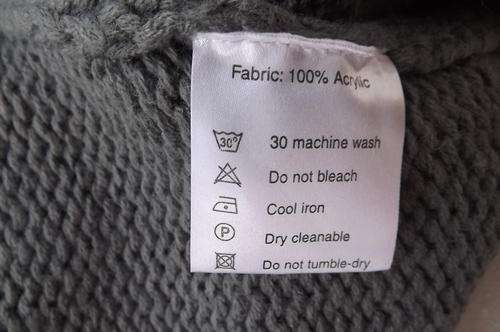 Fabric: 100% Acrylic
30° 30 machine wash
Do not bleach
Cool iron
P Dry cleanable
Do not tumble-dry